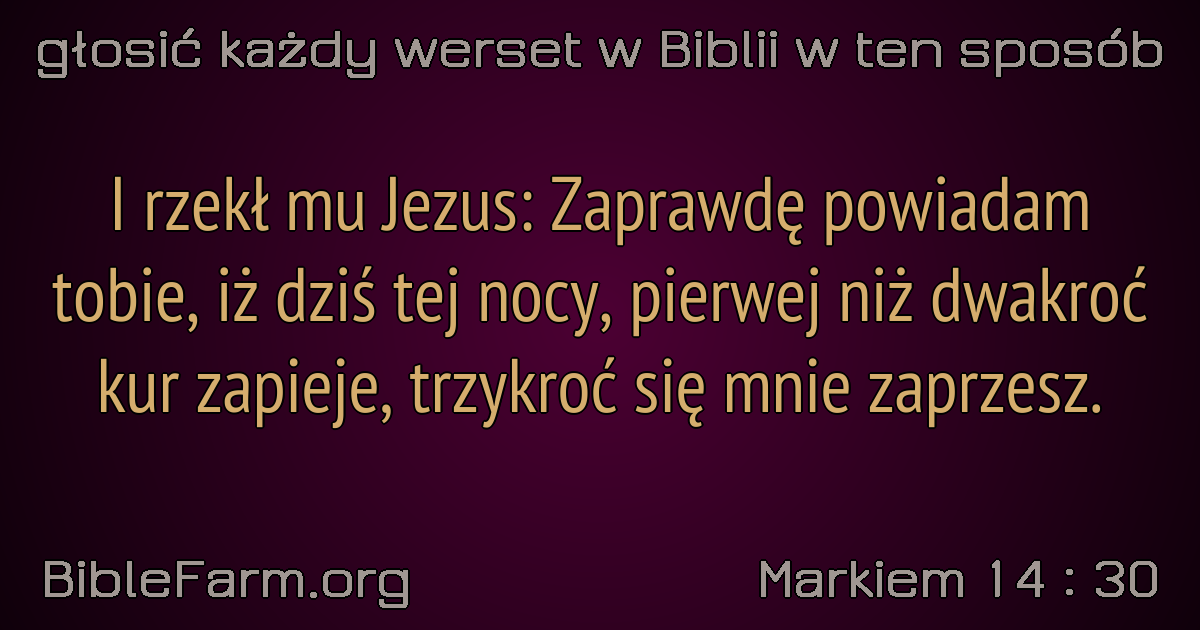 głosić każdy werset w Biblii w ten sposób
I rzekł mu Jezus: Zaprawdę powiadam
tobie, iż dziś tej nocy, pierwej niż dwakroć
kur zapieje, trzykroć się mnie zaprzesz.
BibleFarm.org
Markiem 14 : 30